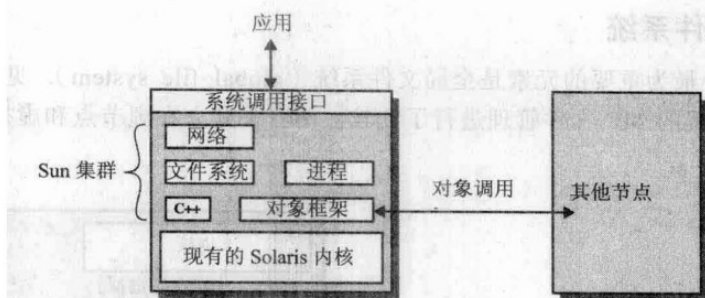 应用
系统调用接口
网络
Sun 集群
文件系统
进程
C++
对象框架
现有的 Solaris 内核
对象调用
其他节点